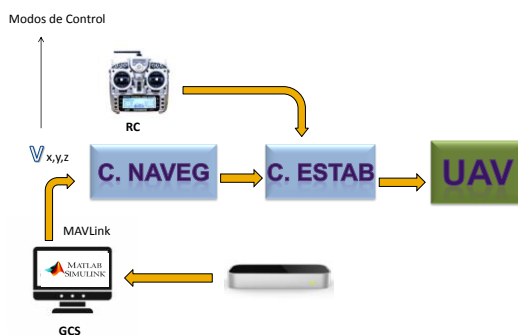 Modos de Control
RC
V x,y,z
C. NAVEG
C. ESTAB
UAV
MAVLink
MATLAB
SIMULINK
GCS